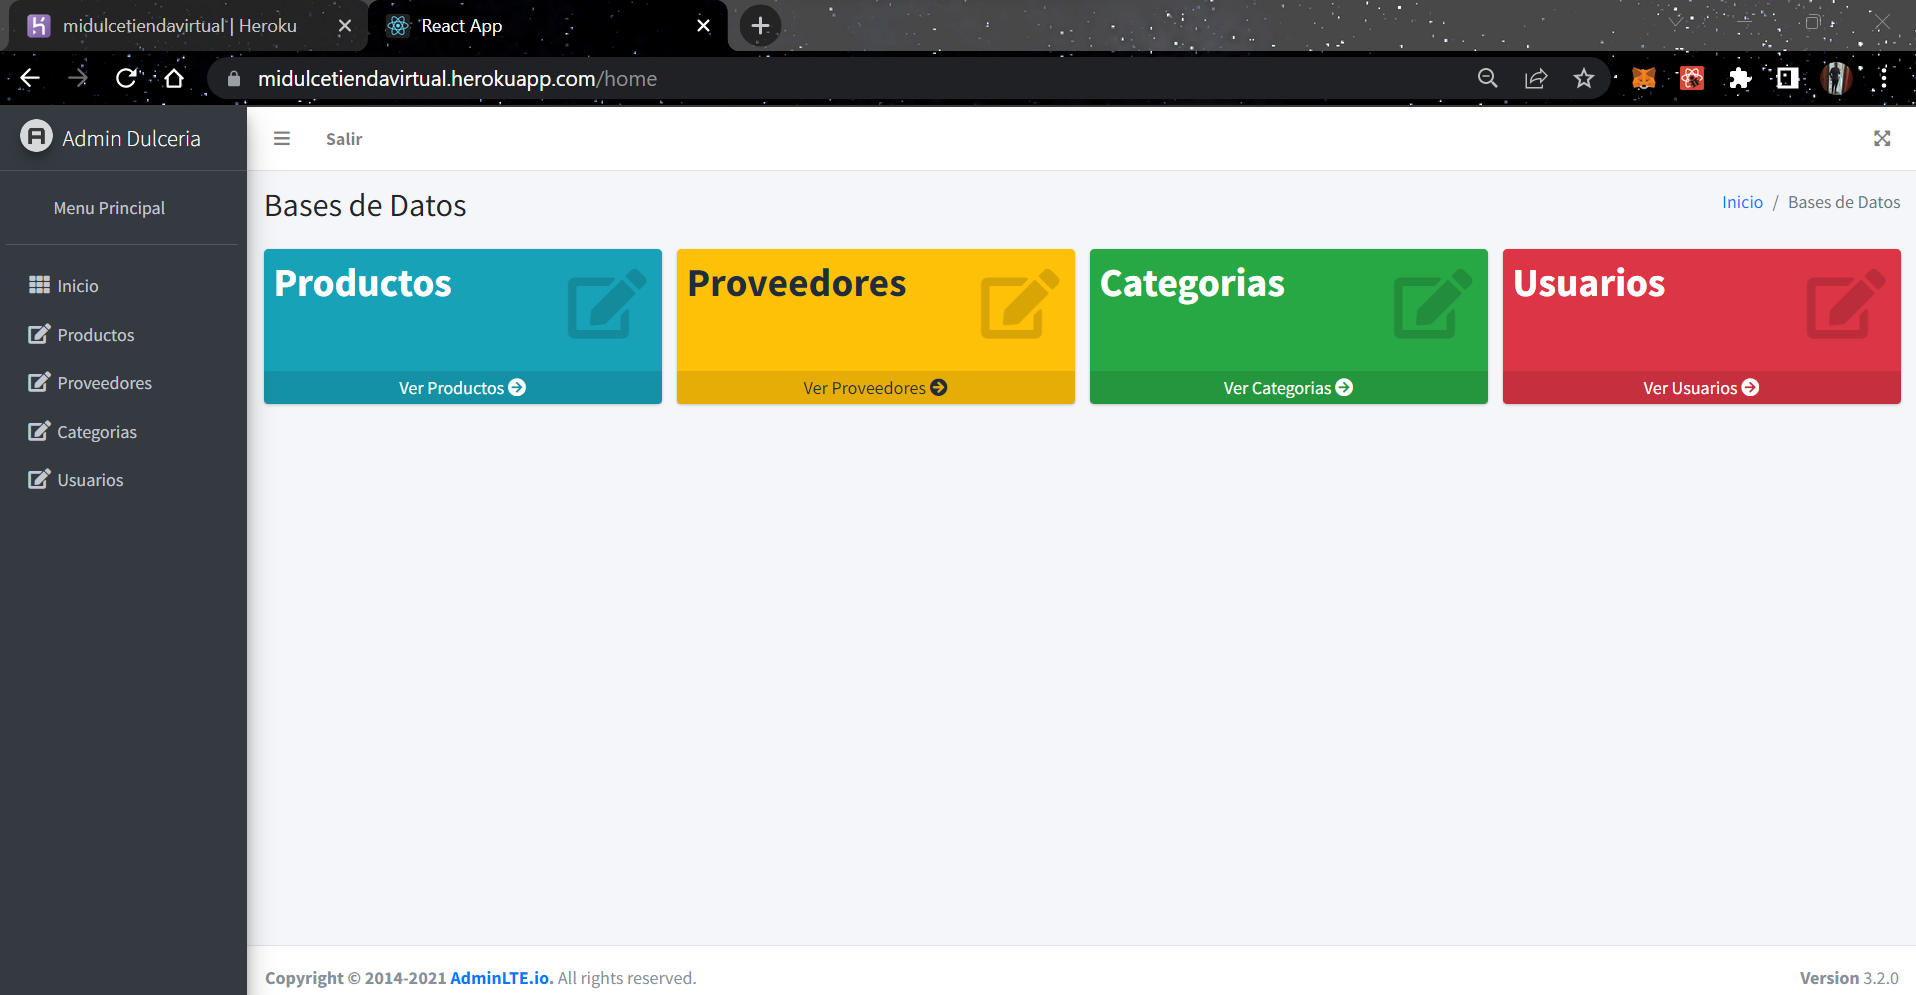 midulcetiendavirtual | Heroku
React App
midulcetiendavirtual.herokuapp.com/home
Admin Dulceria
Salir
Menu Principal
Inicio
Productos
Proveedores
Categorias
Usuarios
Bases de Datos
Inicio / Bases de Datos
Productos
Ver Productos
Proveedores
Ver Proveedores
Categorias
Ver Categorias
Usuarios
Ver Usuarios
Copyright © 2014-2021 AdminLTE.io. All rights reserved.
Version 3.2.0